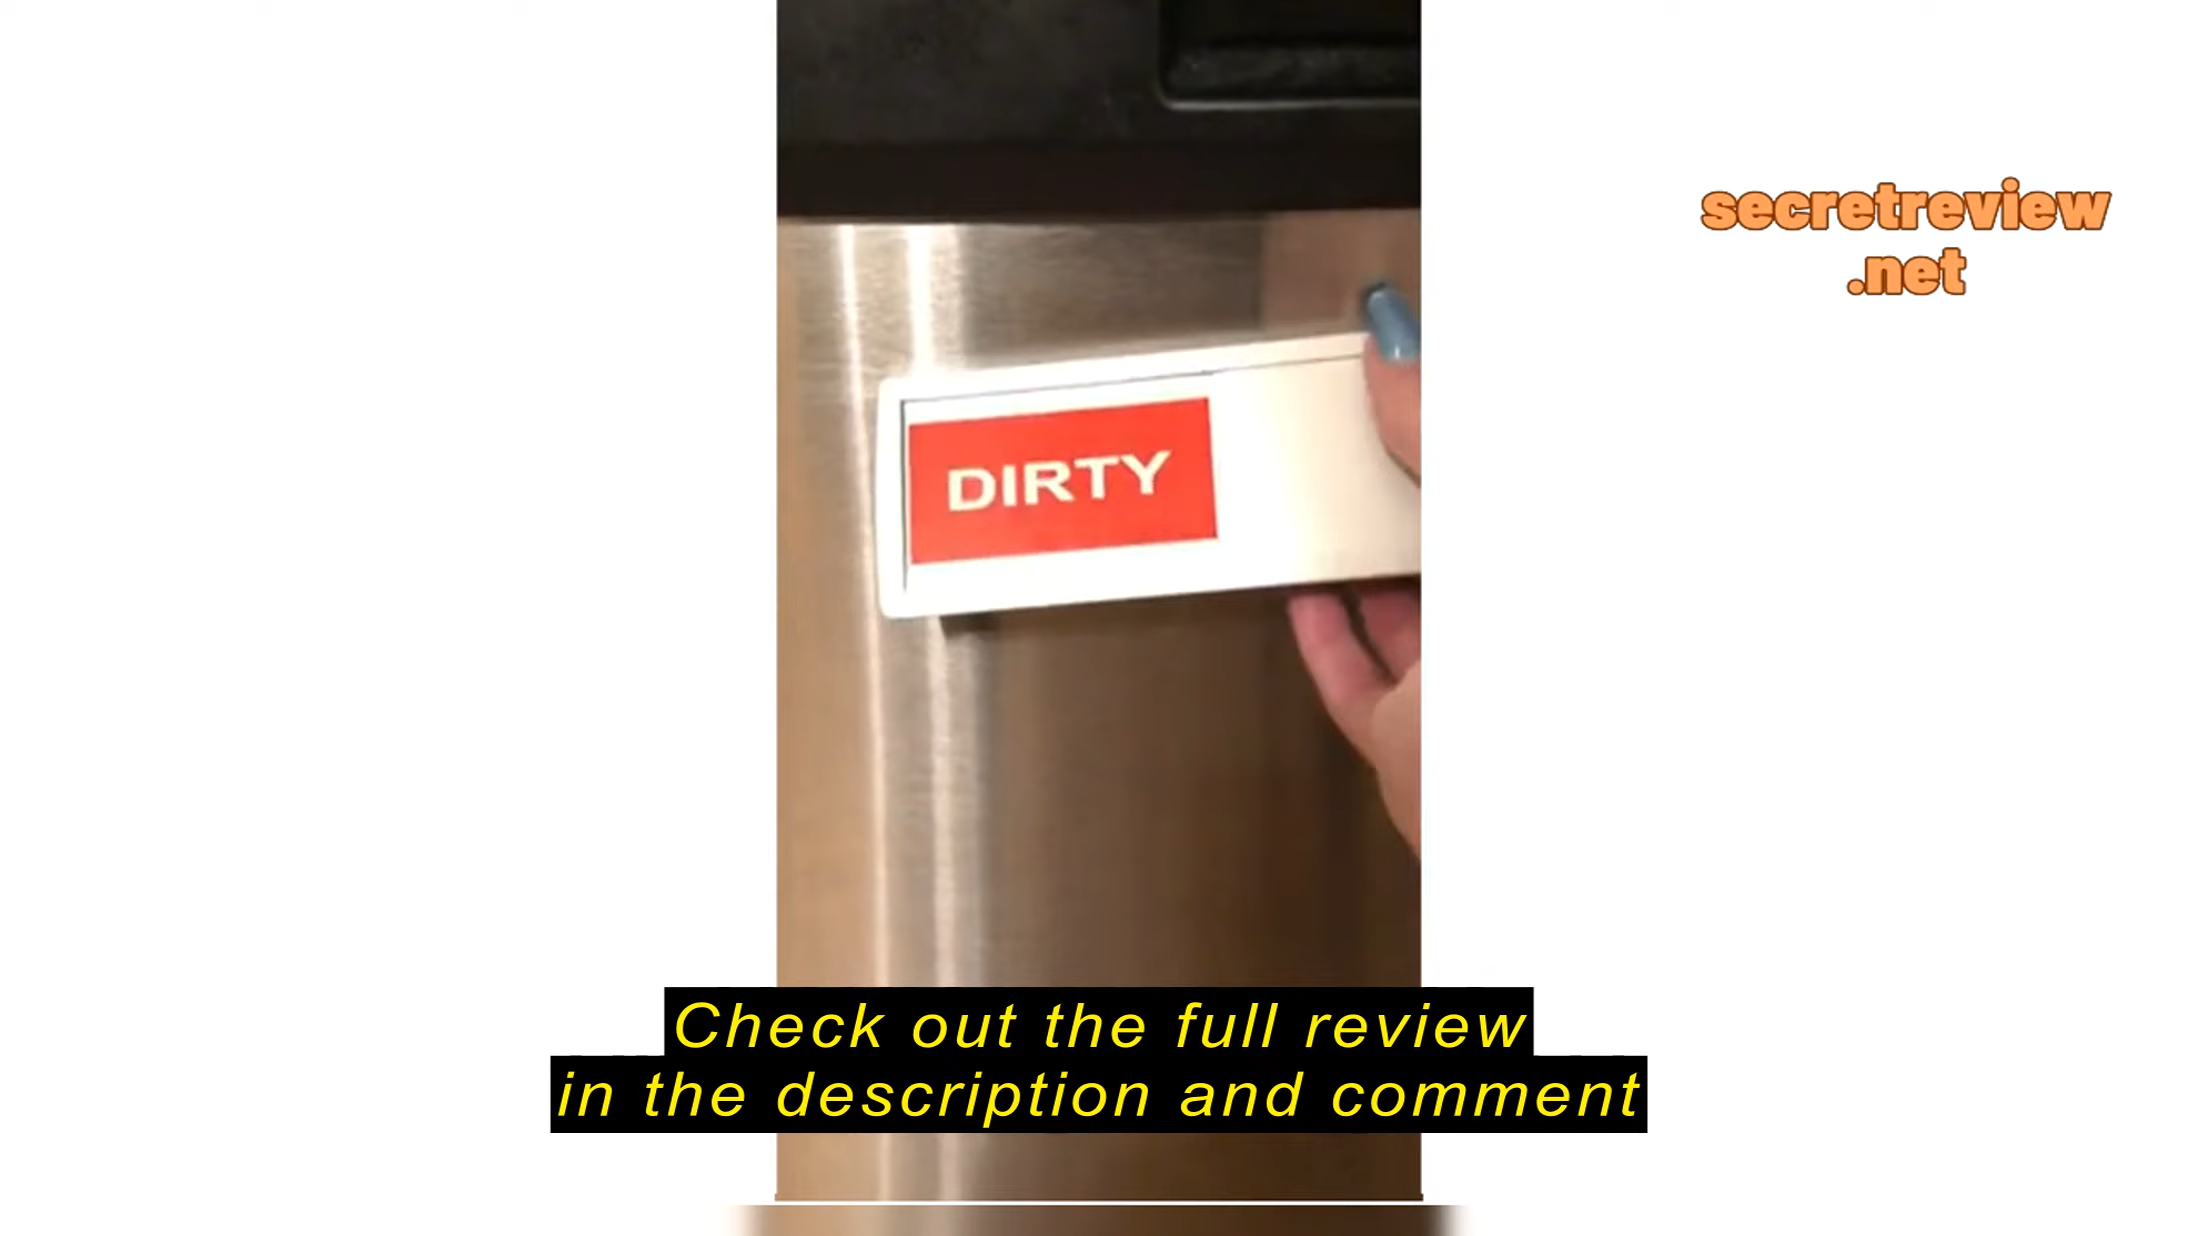 secretreview
.net
DIRTY
Check out the full review
in the description and comment